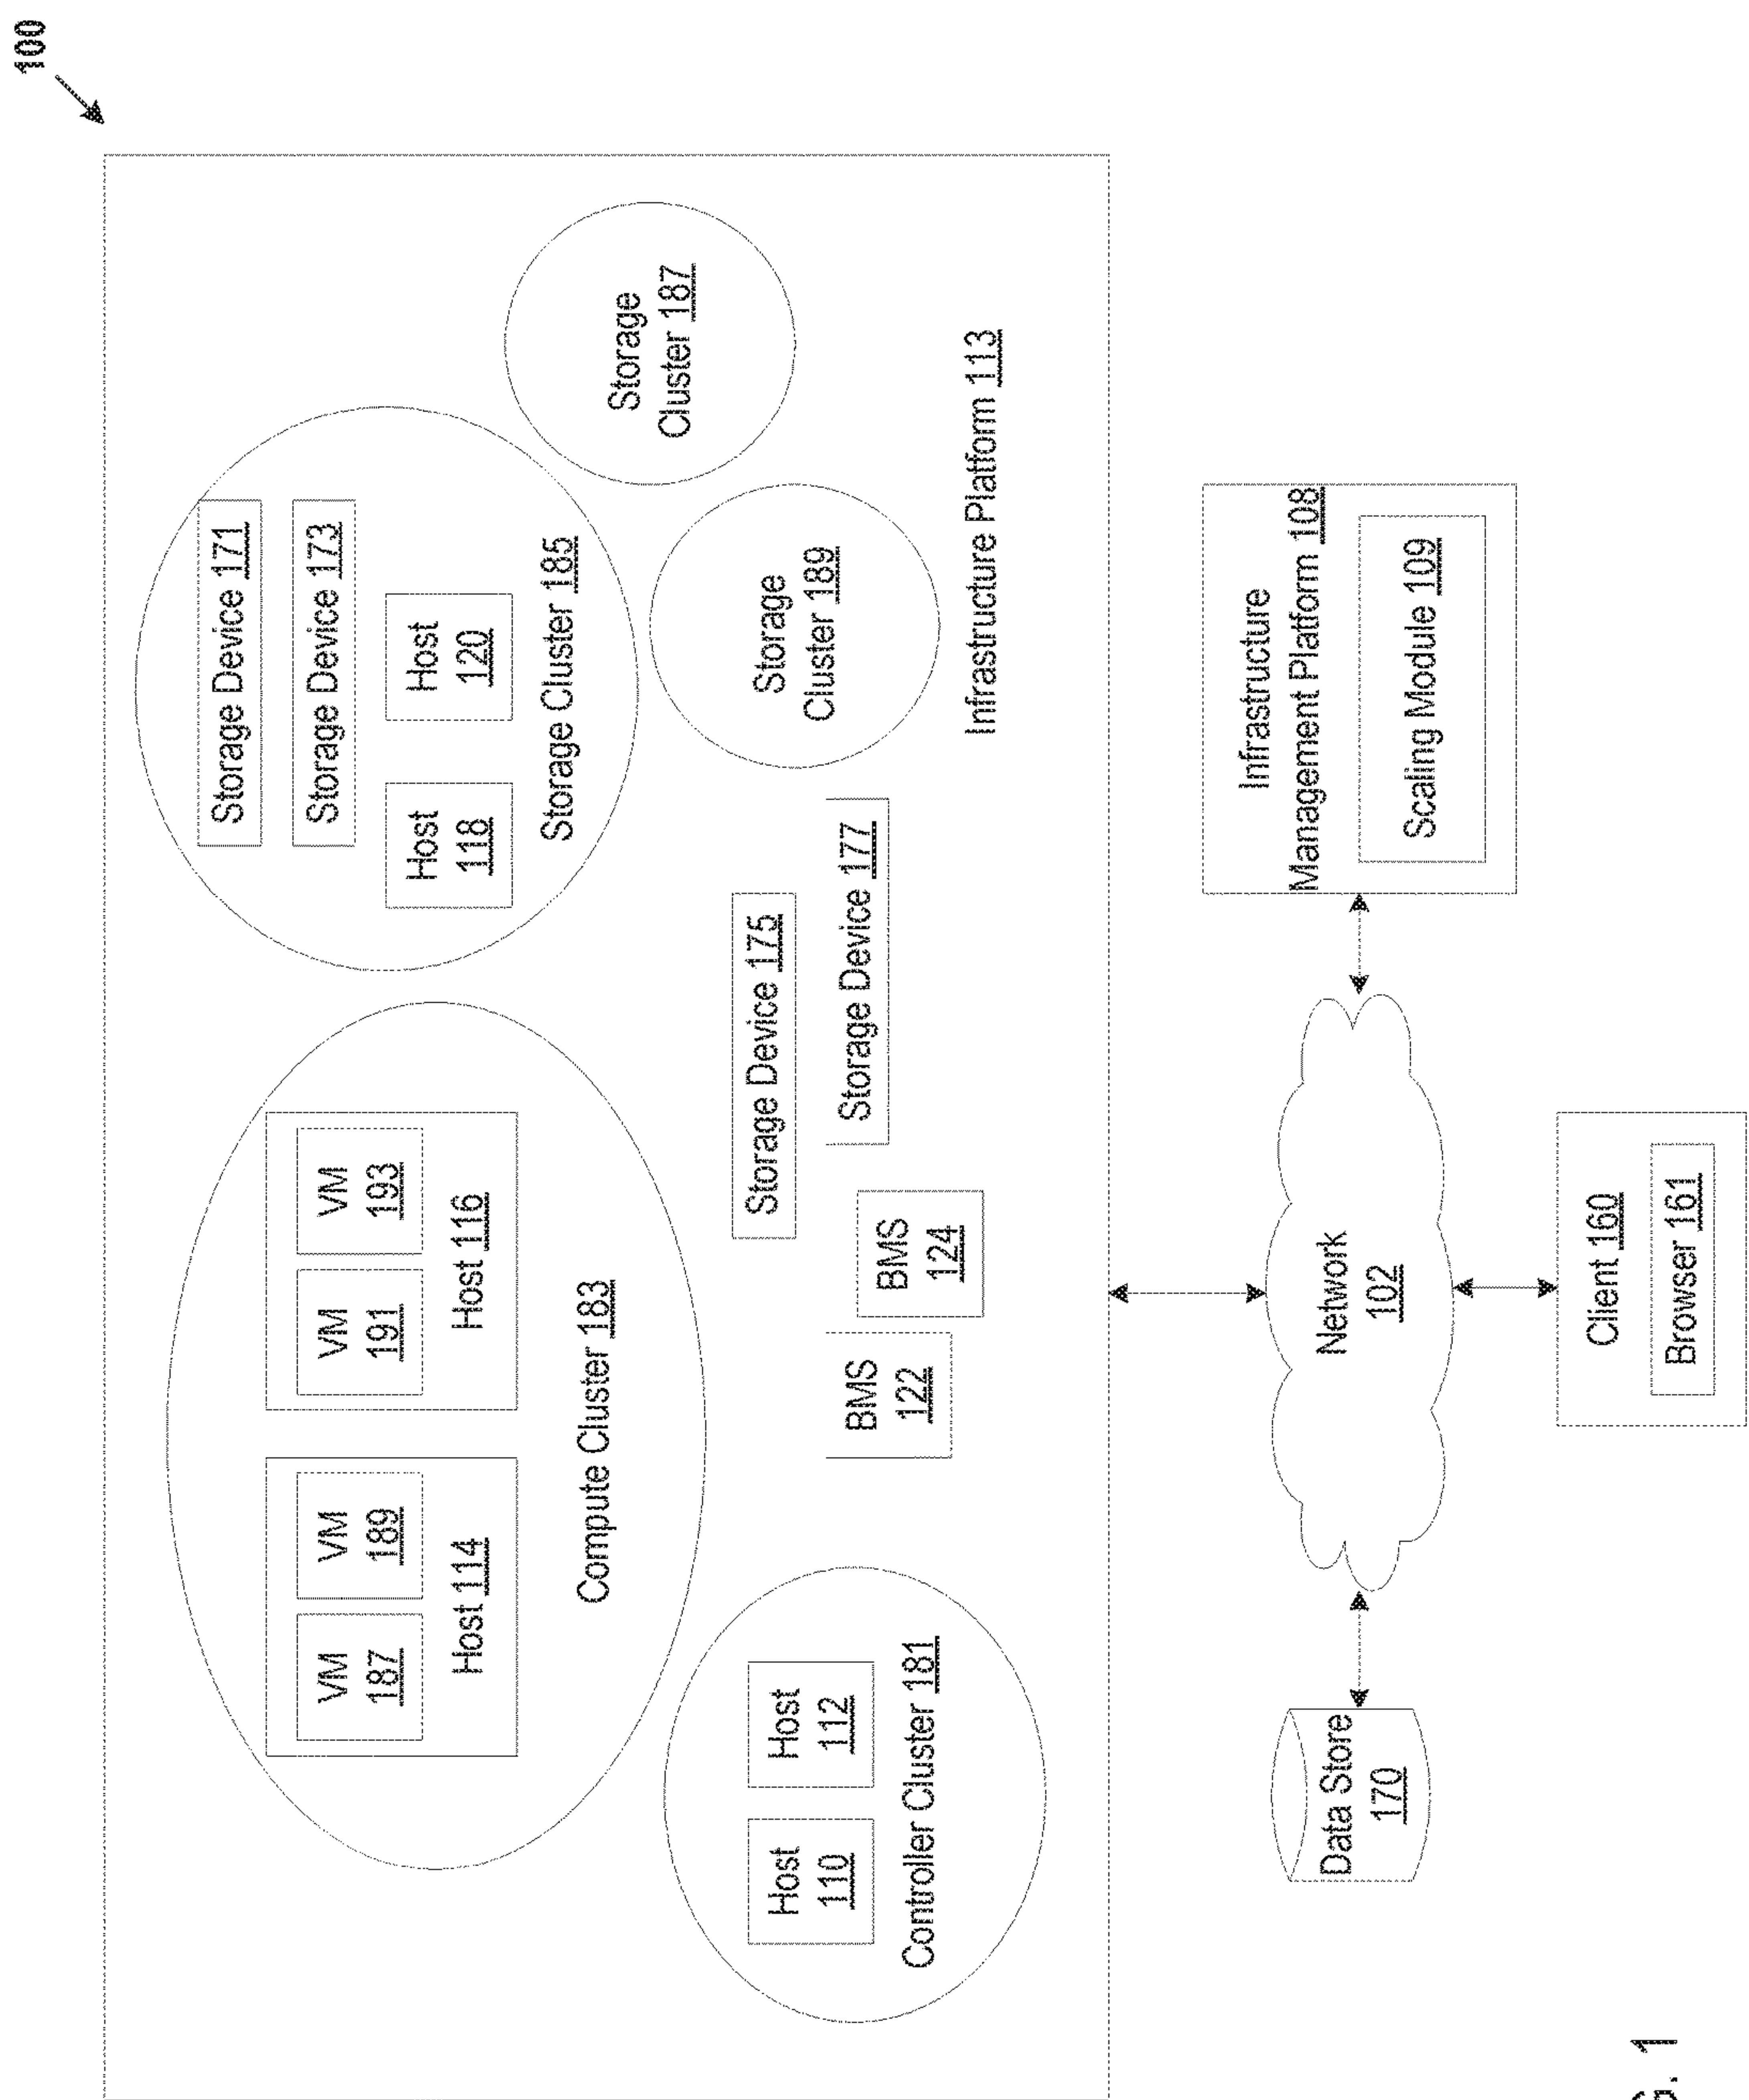 100
VM
187
VM
189
Host 114
VM
191
VM
193
Host 116
Compute Cluster 183
Storage Device 171
Storage Device 173
Host
118
Host
120
Storage Cluster 185
Storage
Cluster 187
Storage
Cluster 189
Host
110
Host
112
Controller Cluster 181
BMS
122
BMS
124
Storage Device 175
Storage Device 177
Infrastructure Platform 113
Data Store
170
Network
102
Infrastructure
Management Platform 108
Scaling Module 109
Client 160
Browser 161
G. 1